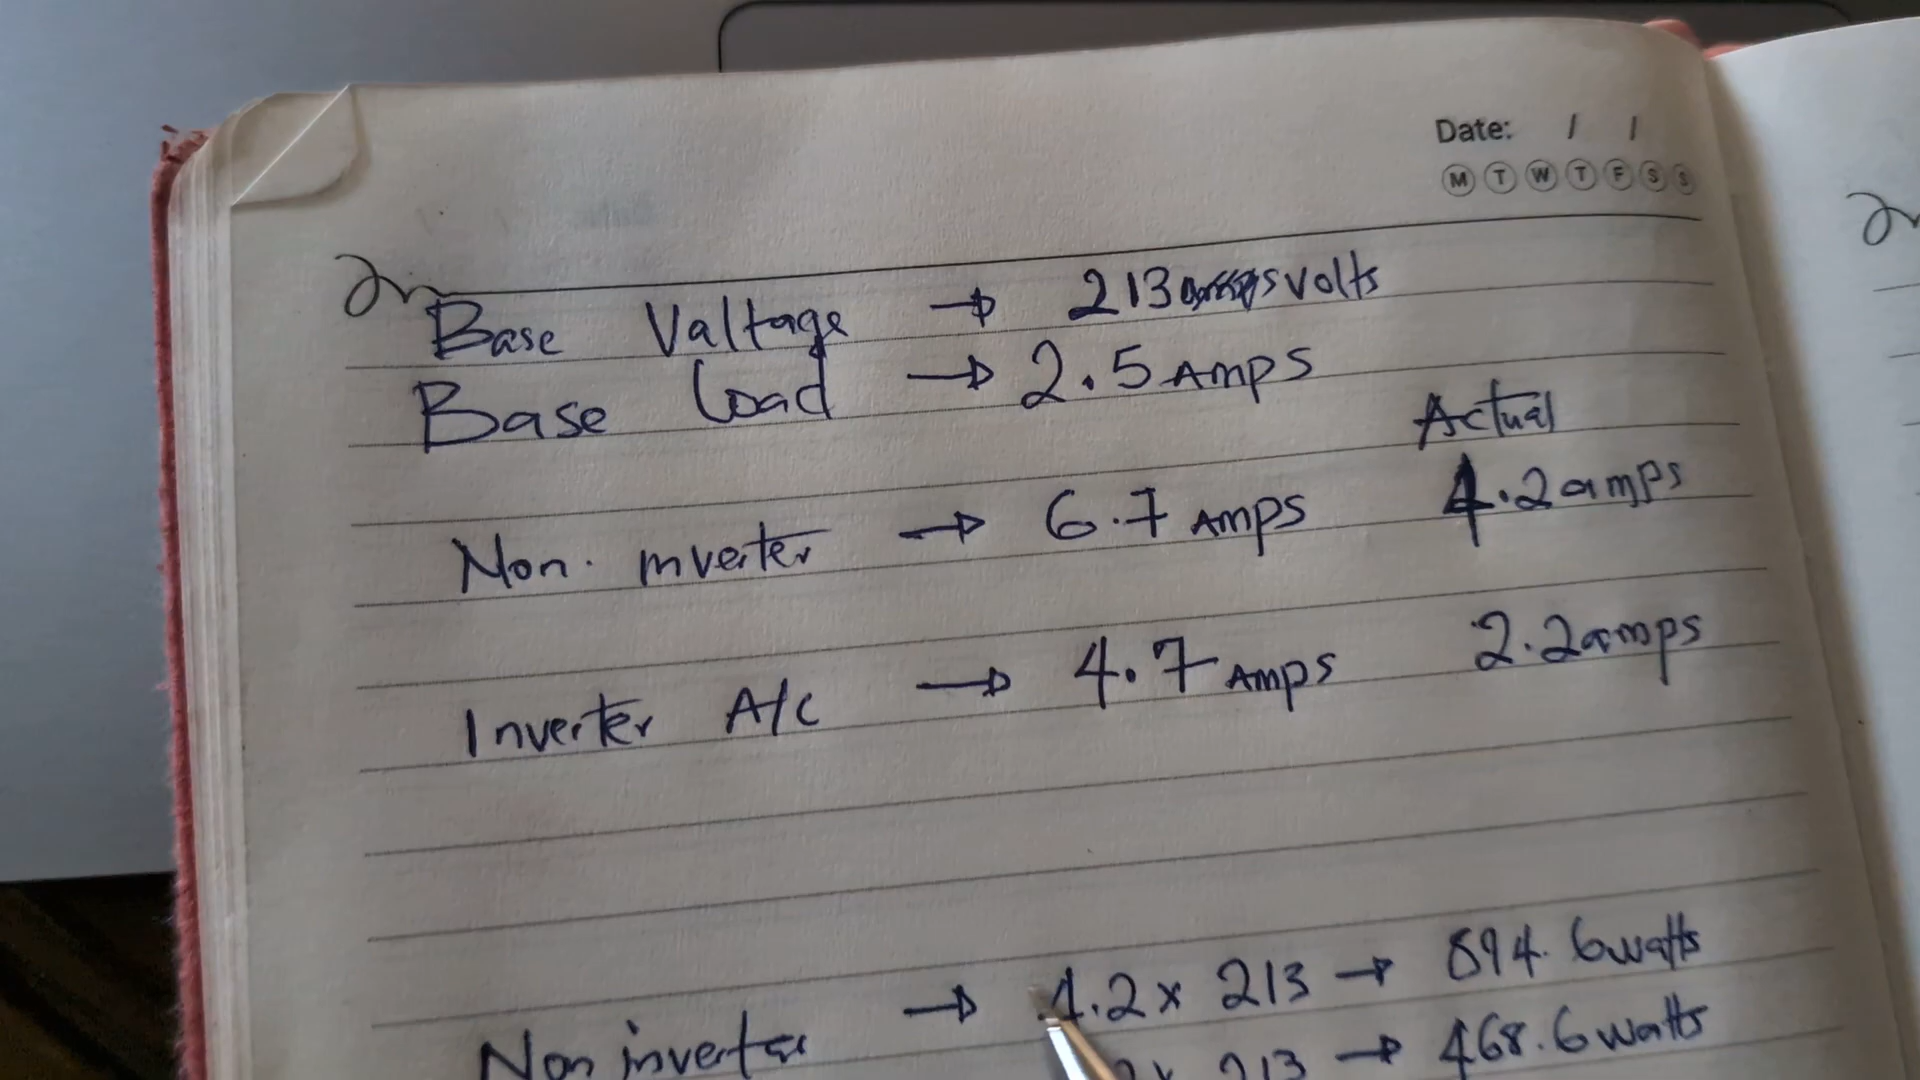 Date: / /
M T W T F S S
Base Valtage → 213 volts
Base Load → 2.5 Amps
Actual
Non. inverter → 6.7 Amps 4.2 amps
Inverter A/C → 4.7 Amps 2.2 amps
Non inverter → 4.2 x 213 → 894.6 watts
x 213 → 468.6 watts